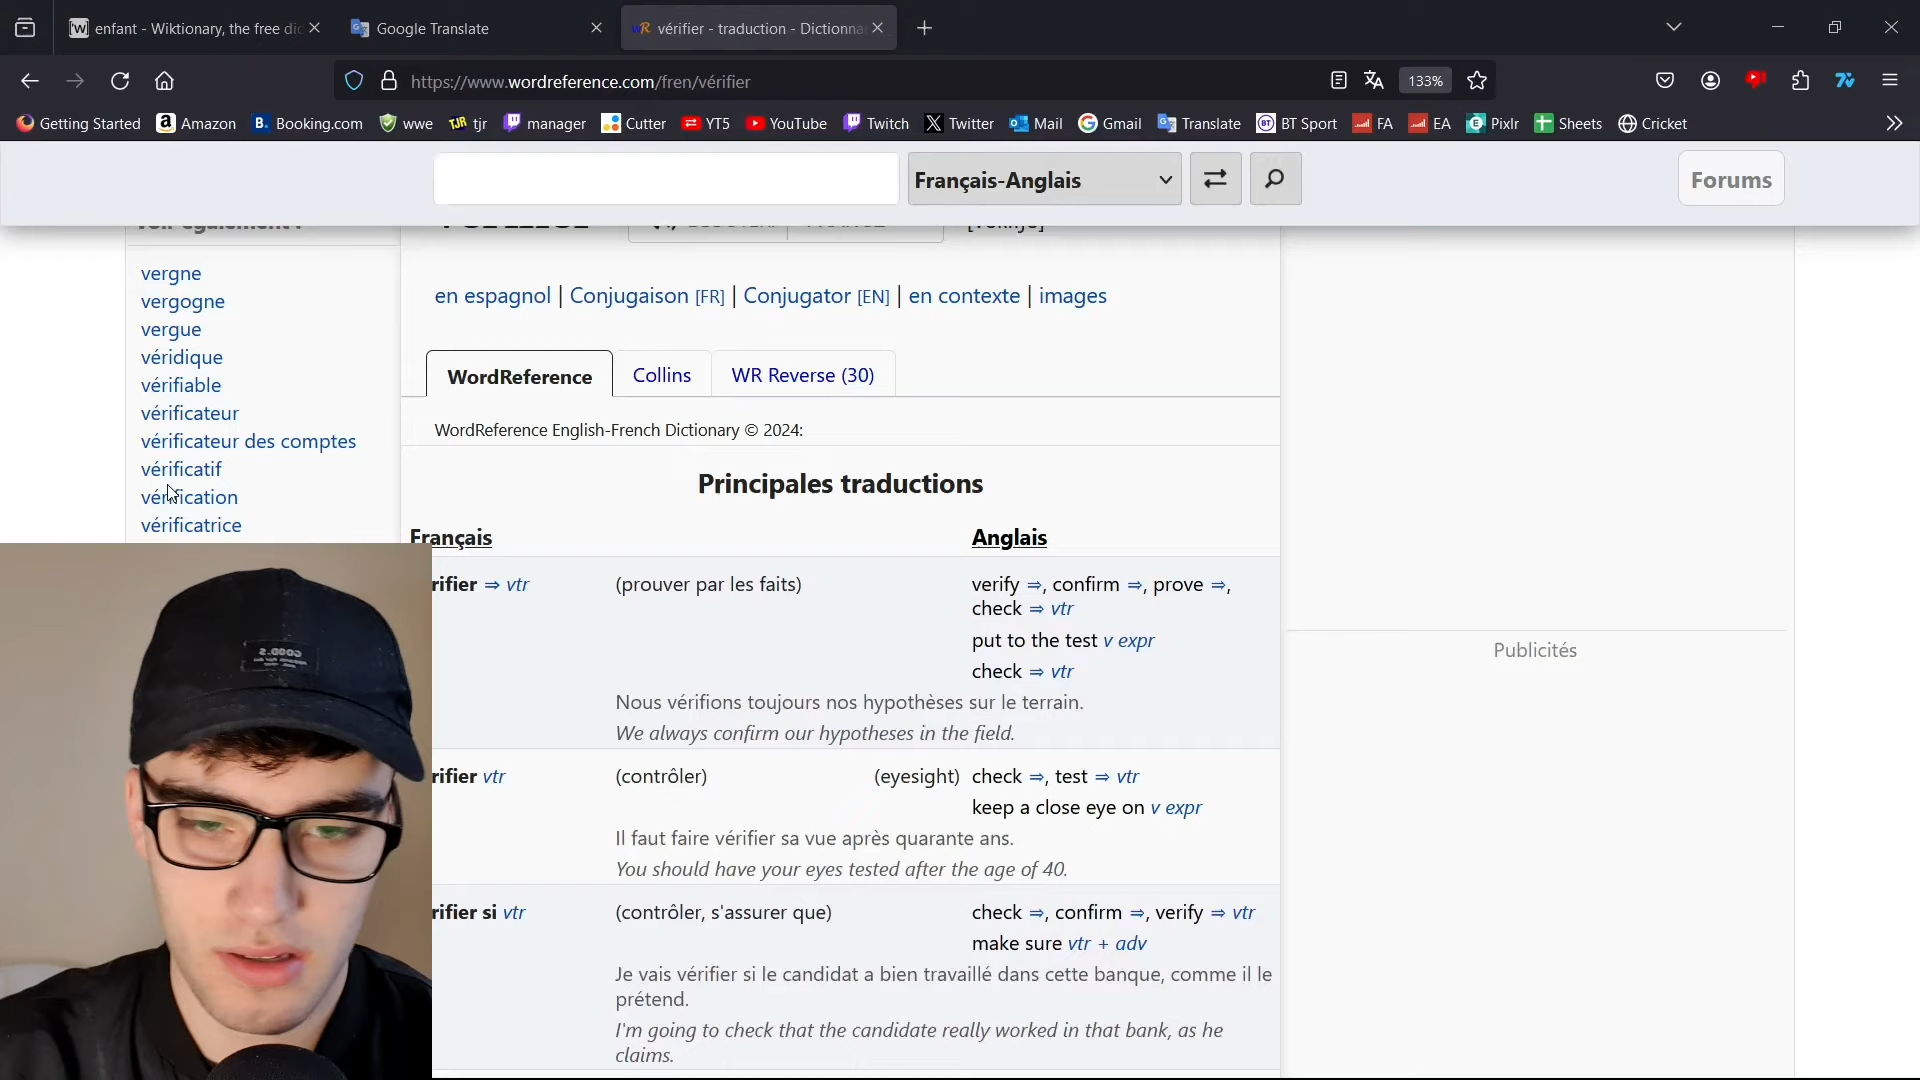 enfant - Wiktionary, the free dic
Google Translate
vérifier - traduction - Dictionna
https://www.wordreference.com/fren/vérifier
133%
Getting Started
Amazon
Booking.com
wwe
tjr
manager
Cutter
YT5
YouTube
Twitch
Twitter
Mail
Gmail
Translate
BT Sport
FA
EA
Pixlr
Sheets
Cricket
Français-Anglais
Forums
vergne
vergogne
vergue
véridique
vérifiable
vérificateur
vérificateur des comptes
vérificatif
vérification
vérificatrice
en espagnol | Conjugaison [FR] | Conjugator [EN] | en contexte | images
WordReference
Collins
WR Reverse (30)
WordReference English-French Dictionary © 2024:
Principales traductions
Français Anglais
rifier ⇒ vtr (prouver par les faits) verify ⇒, confirm ⇒, prove ⇒,
check ⇒ vtr
put to the test v expr
check ⇒ vtr
Nous vérifions toujours nos hypothèses sur le terrain.
We always confirm our hypotheses in the field.
rifier vtr (contrôler) (eyesight) check ⇒, test ⇒ vtr
keep a close eye on v expr
Il faut faire vérifier sa vue après quarante ans.
You should have your eyes tested after the age of 40.
rifier si vtr (contrôler, s'assurer que) check ⇒, confirm ⇒, verify ⇒ vtr
make sure vtr + adv
Je vais vérifier si le candidat a bien travaillé dans cette banque, comme il le
prétend.
I'm going to check that the candidate really worked in that bank, as he
claims.
Publicités